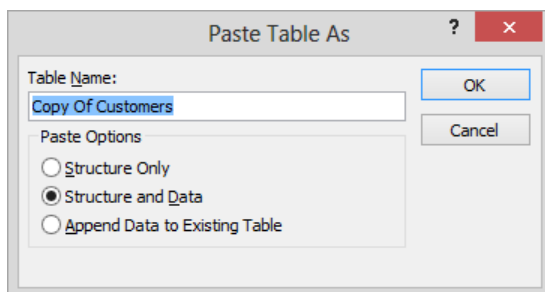 Paste Table As
?
×
Table Name:
Copy Of Customers
OK
Cancel
Paste Options
Structure Only
Structure and Data
Append Data to Existing Table